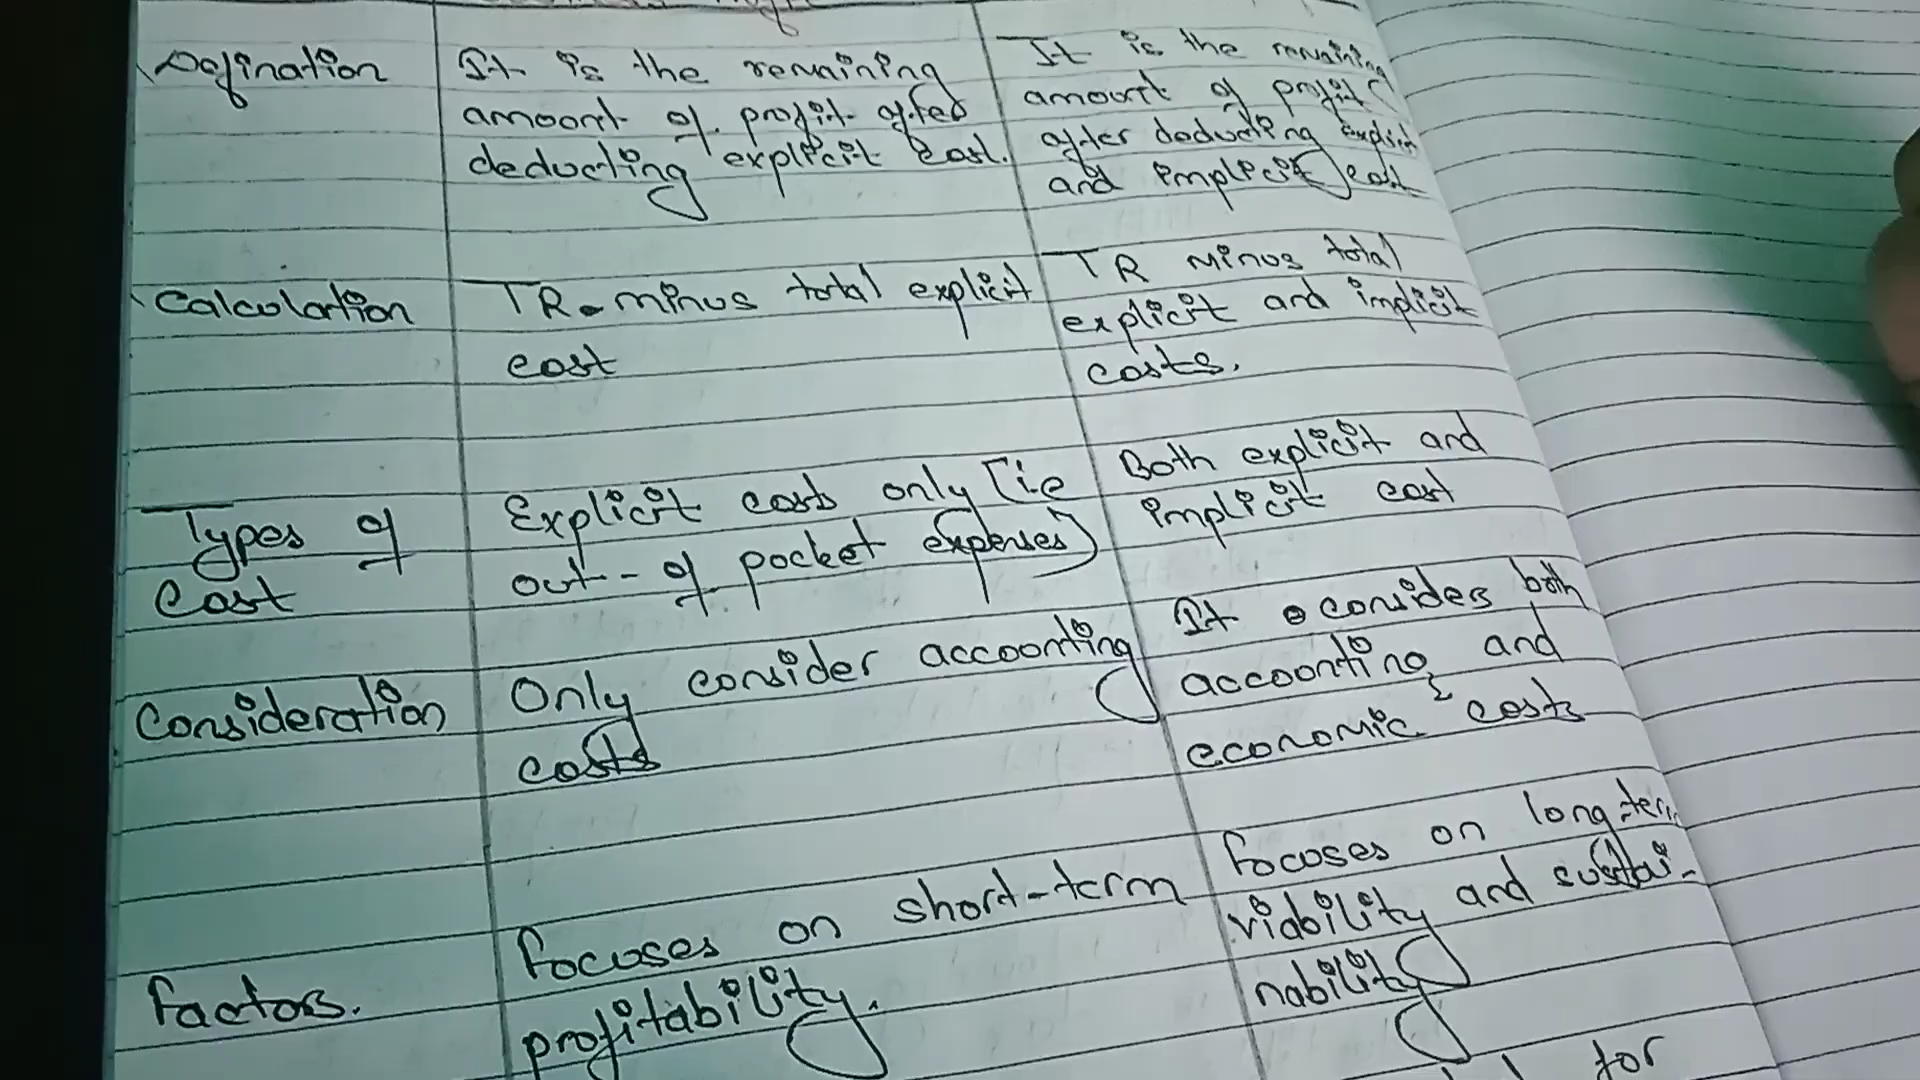 Defination
It is the remaining
amount of profit after
deducting explicit cost.
It is the remaining
amount of profit
after deducting explicit
and implicit cost
Calculation
TR minus total explicit
cost
TR minus total
explicit and implicit
costs.
Types of
Cost
Explicit costs only (i.e
out-of pocket expenses)
Both explicit and
implicit cost
Consideration
Only consider accounting
costs
It considers both
accounting and
economic costs
Factors.
Focuses on short-term
profitability.
Focuses on long-term
viability and sustai-
nability
for